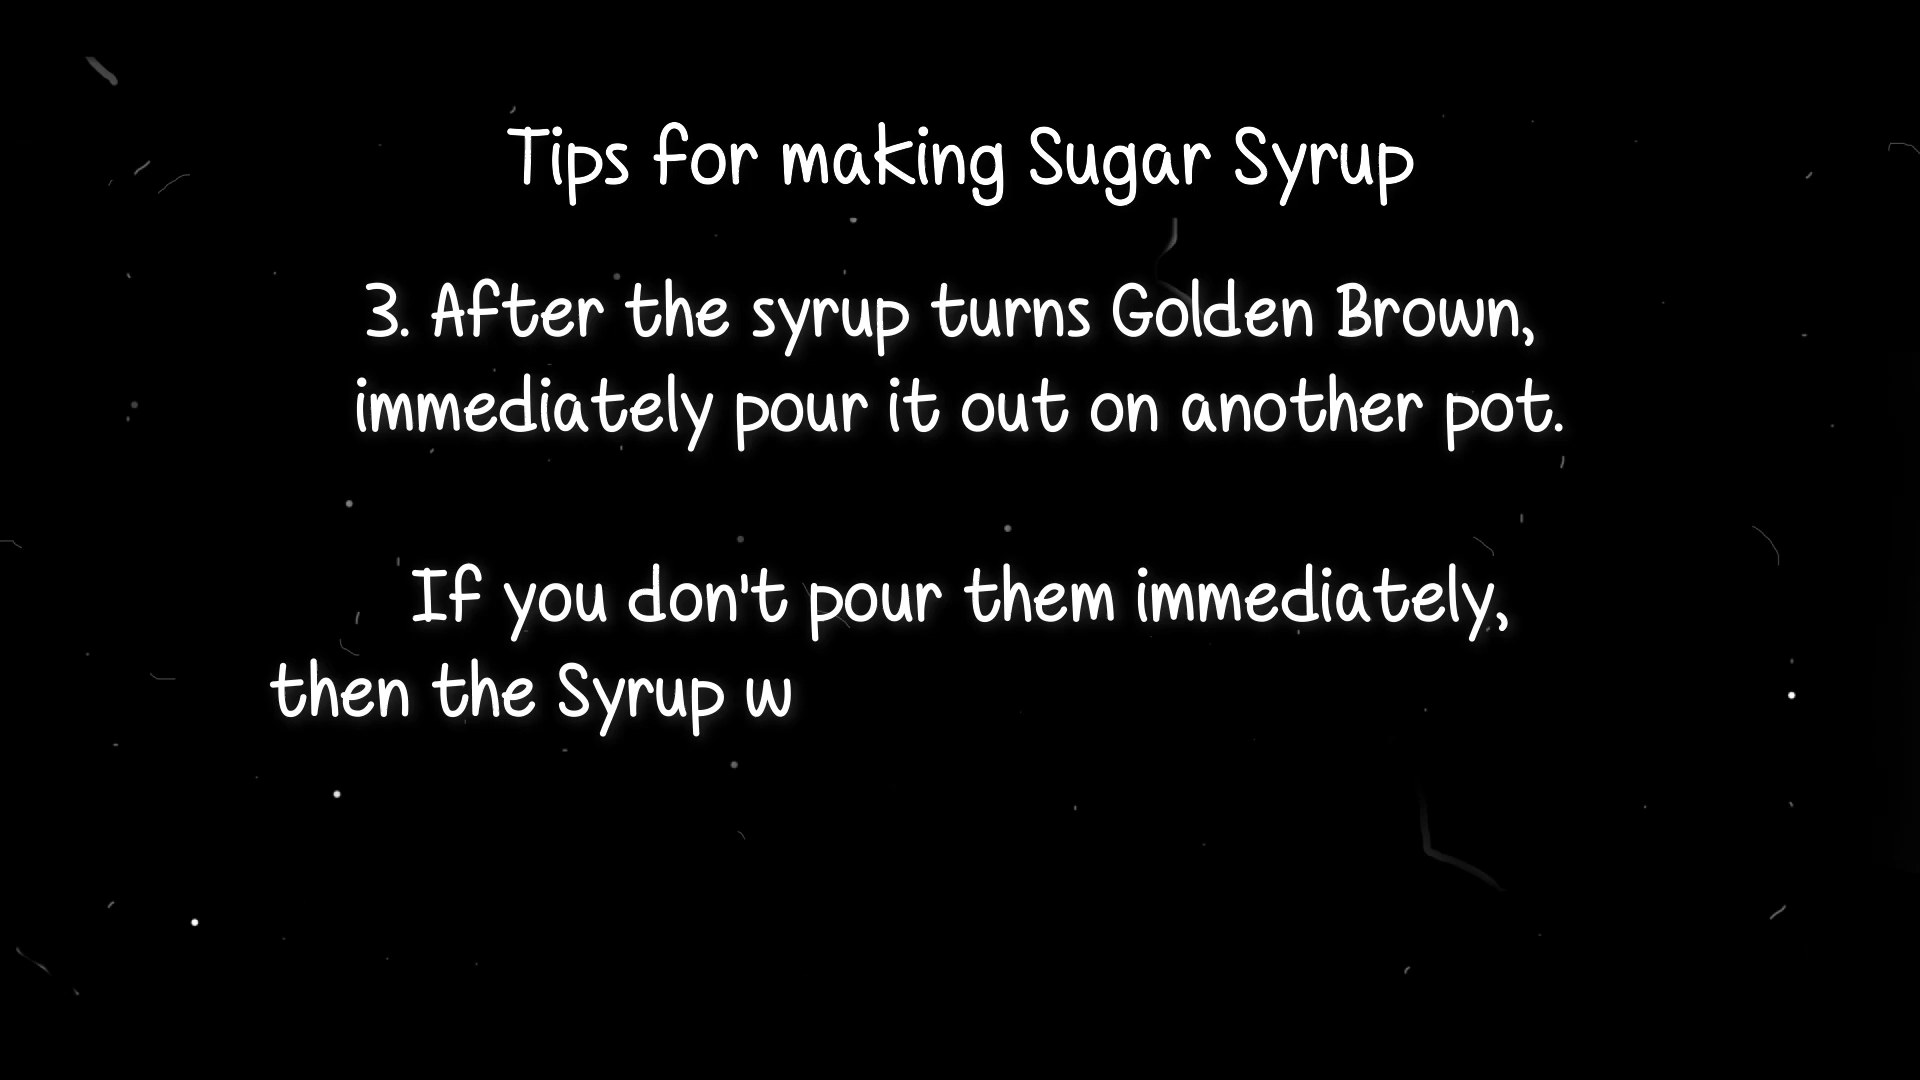 Tips for making Sugar Syrup
3. After the syrup turns Golden Brown,
immediately pour it out on another pot.
If you don't pour them immediately,
then the Syrup w